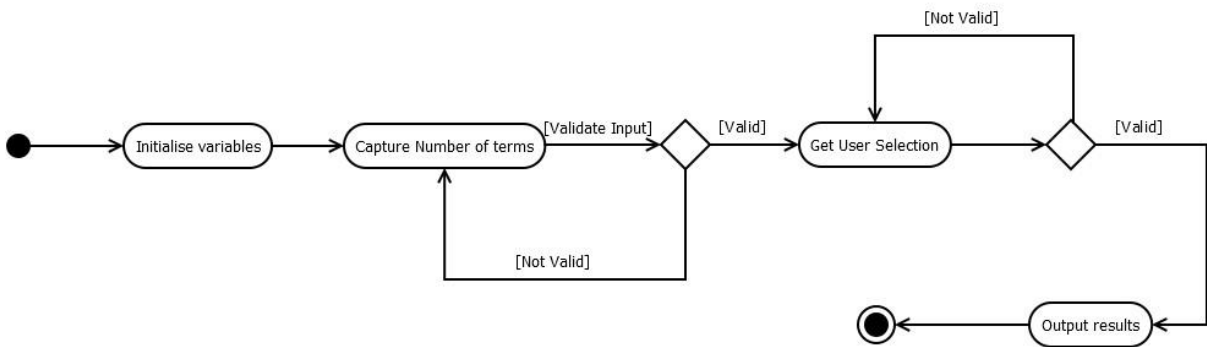 [Not Valid]
Initialise variables
Capture Number of terms
[Validate Input]
[Valid]
Get User Selection
[Valid]
[Not Valid]
Output results